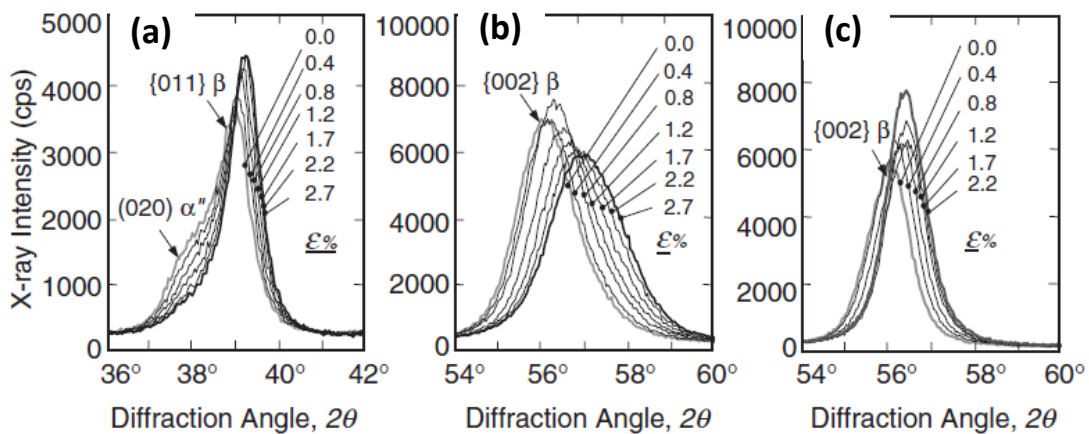 (a)
X-ray Intensity (cps)
5000
4000
3000
2000
1000
0
{011} β
(020) α"
0.0
0.4
0.8
1.2
1.7
2.2
2.7
ε%
36° 37° 39° 40° 42°
Diffraction Angle, 2θ
(b)
10000
8000
6000
4000
2000
0
{002} β
0.0
0.4
0.8
1.2
1.7
2.2
2.7
ε%
54° 56° 58° 60°
Diffraction Angle, 2θ
(c)
10000
8000
6000
4000
2000
0
{002} β
0.0
0.4
0.8
1.2
1.7
2.2
ε%
56° 58° 60°
Diffraction Angle, 2θ